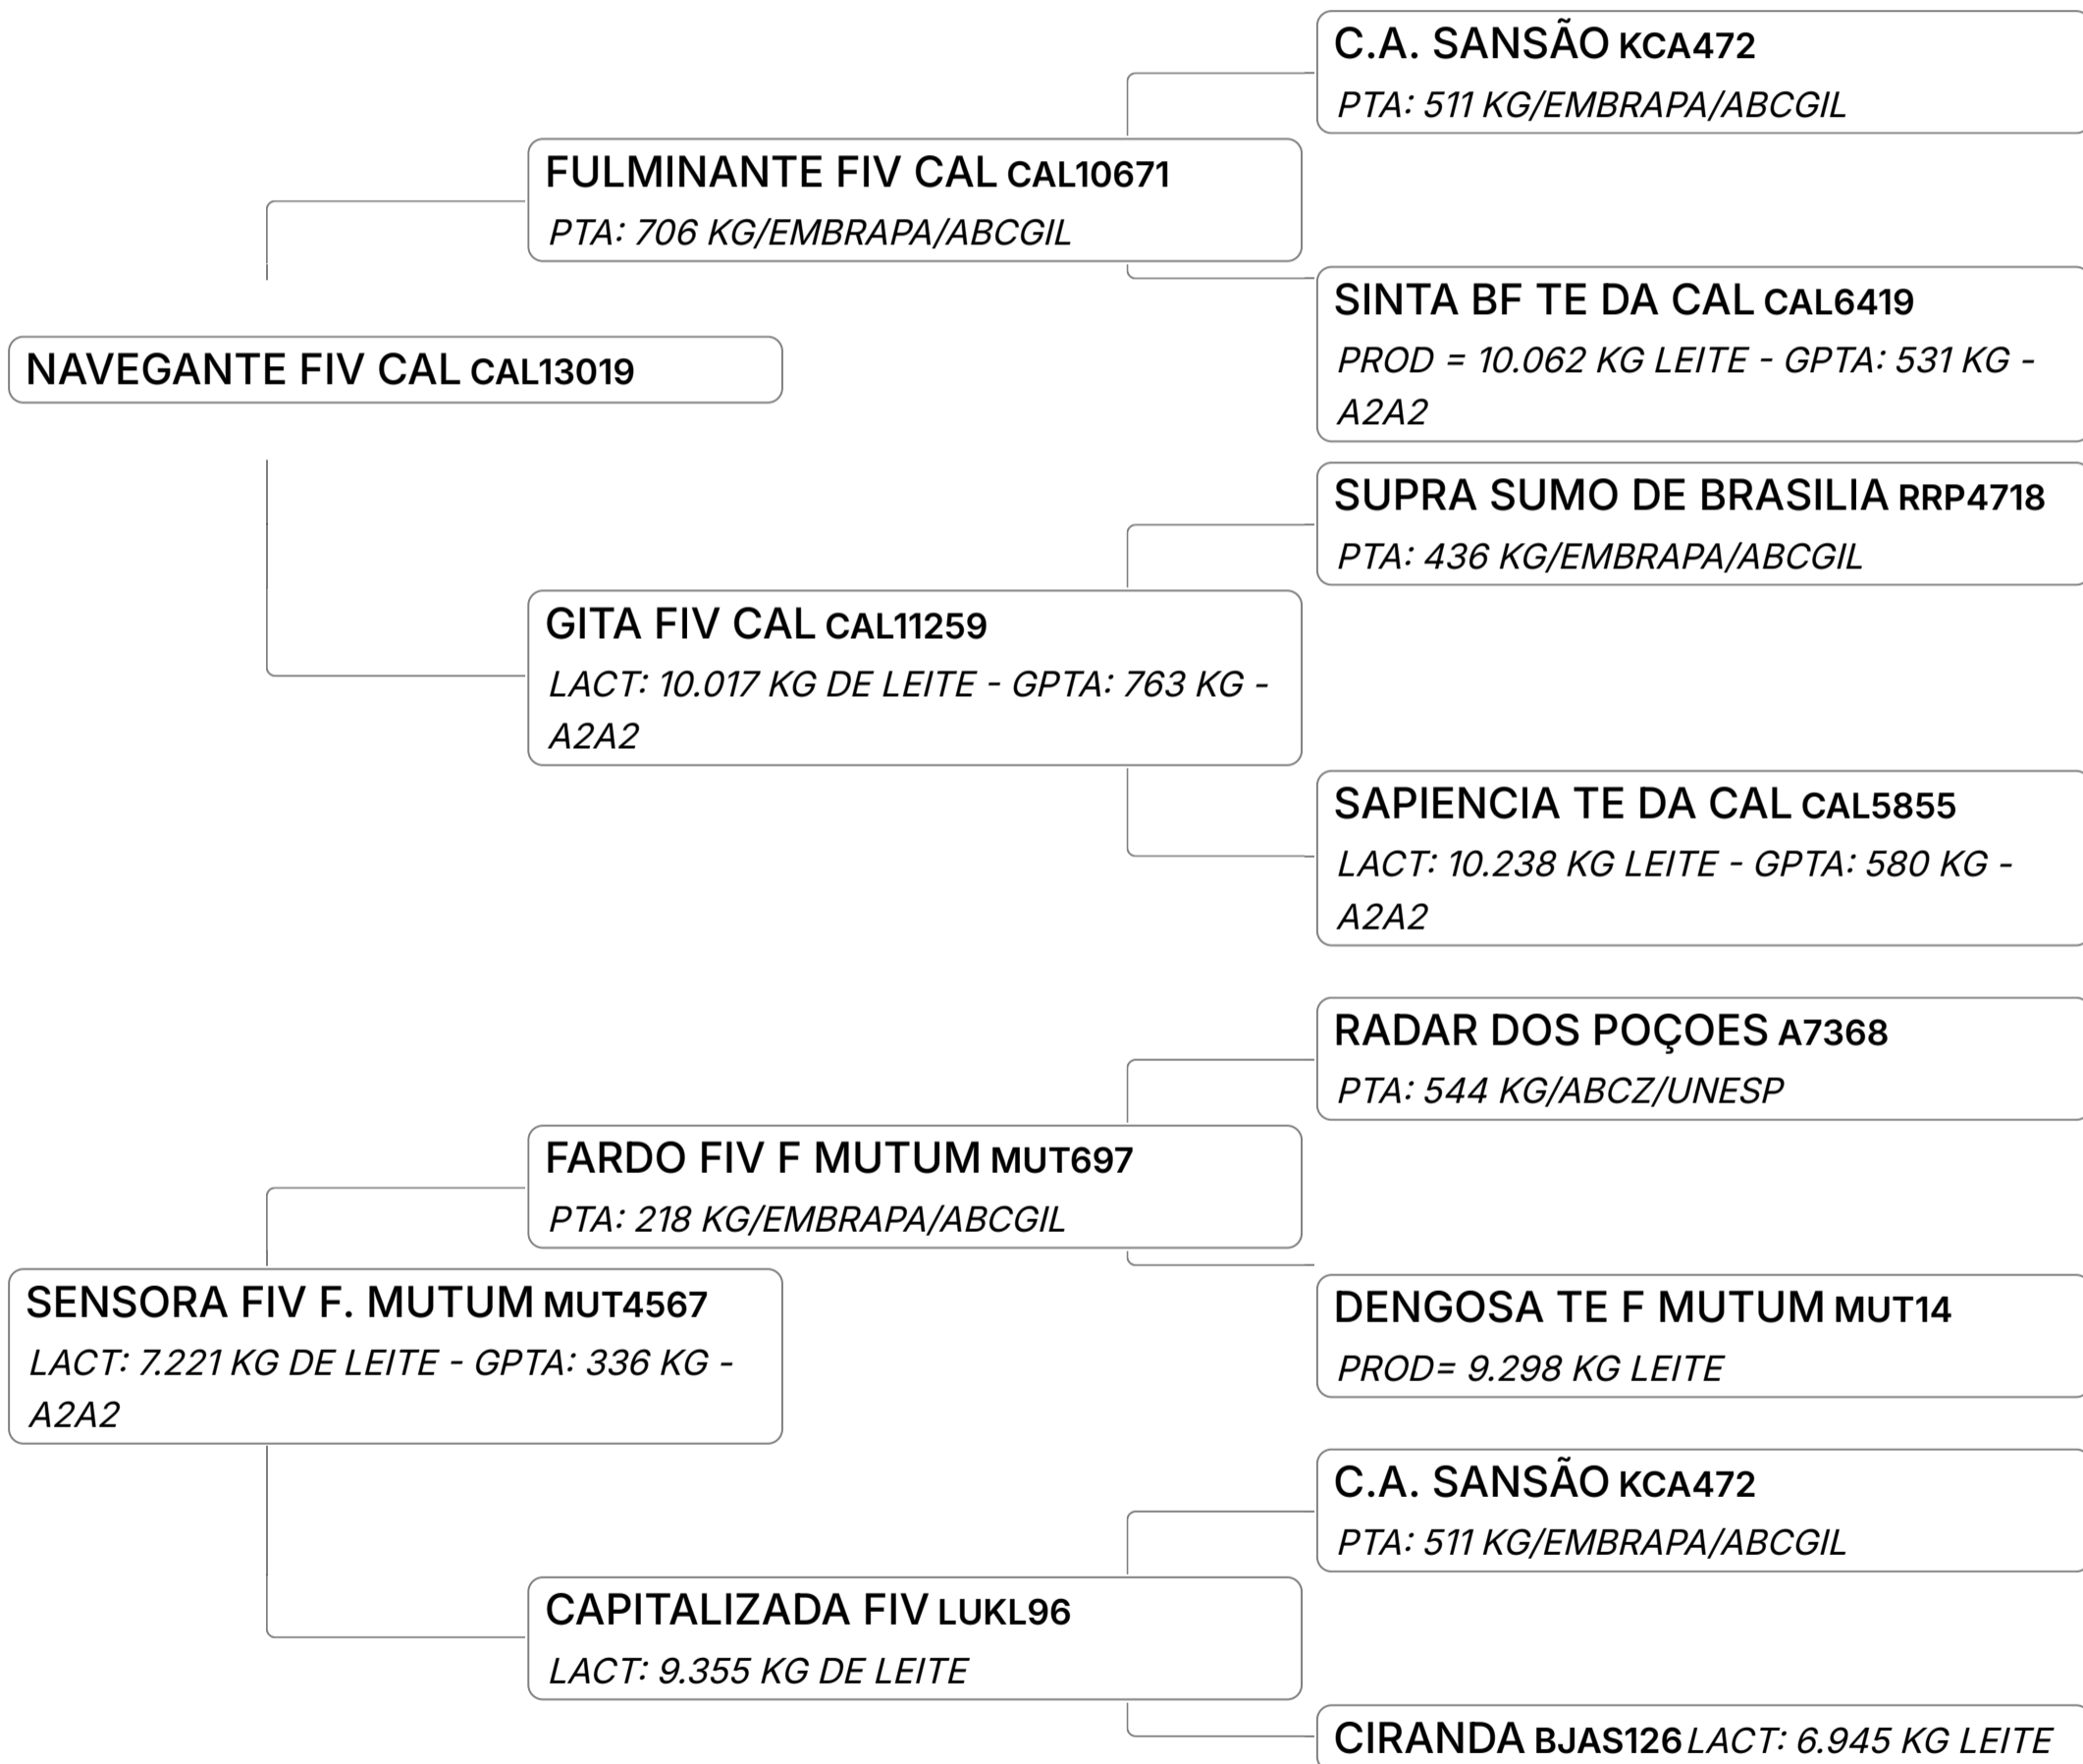 C.A. SANSÃO KCA472
PTA: 511 KG/EMBRAPA/ABCGIL
FULMINANTE FIV CAL CAL10671
PTA: 706 KG/EMBRAPA/ABCGIL
SINTA BF TE DA CAL CAL6419
PROD = 10.062 KG LEITE - GPTA: 531 KG -
A2A2
NAVEGANTE FIV CAL CAL13019
SUPRA SUMO DE BRASILIA RRP4718
PTA: 436 KG/EMBRAPA/ABCGIL
GITA FIV CAL CAL11259
LACT: 10.017 KG DE LEITE - GPTA: 763 KG -
A2A2
SAPIENCIA TE DA CAL CAL5855
LACT: 10.238 KG LEITE - GPTA: 580 KG -
A2A2
RADAR DOS POÇOES A7368
PTA: 544 KG/ABCZ/UNESP
FARDO FIV F MUTUM MUT697
PTA: 218 KG/EMBRAPA/ABCGIL
DENGOSA TE F MUTUM MUT14
PROD= 9.298 KG LEITE
SENSORA FIV F. MUTUM MUT4567
LACT: 7.221 KG DE LEITE - GPTA: 336 KG -
A2A2
C.A. SANSÃO KCA472
PTA: 511 KG/EMBRAPA/ABCGIL
CAPITALIZADA FIV LUKL96
LACT: 9.355 KG DE LEITE
CIRANDA BJAS126 LACT: 6.945 KG LEITE